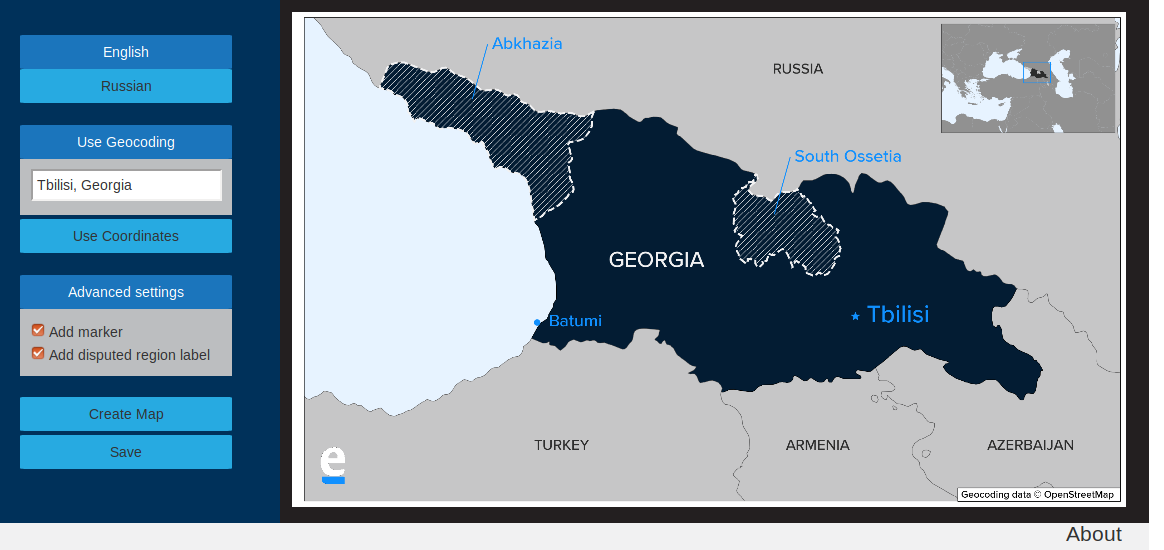 English
Russian
Use Geocoding
Tbilisi, Georgia
Use Coordinates
Advanced settings
Add marker
Add disputed region label
Create Map
Save
Abkhazia
RUSSIA
South Ossetia
GEORGIA
Tbilisi
Batumi
TURKEY
ARMENIA
AZERBAIJAN
e
Geocoding data © OpenStreetMap
About